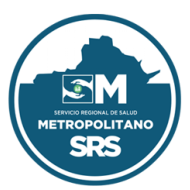 SM
SERVICIO REGIONAL DE SALUD
METROPOLITANO
SRS